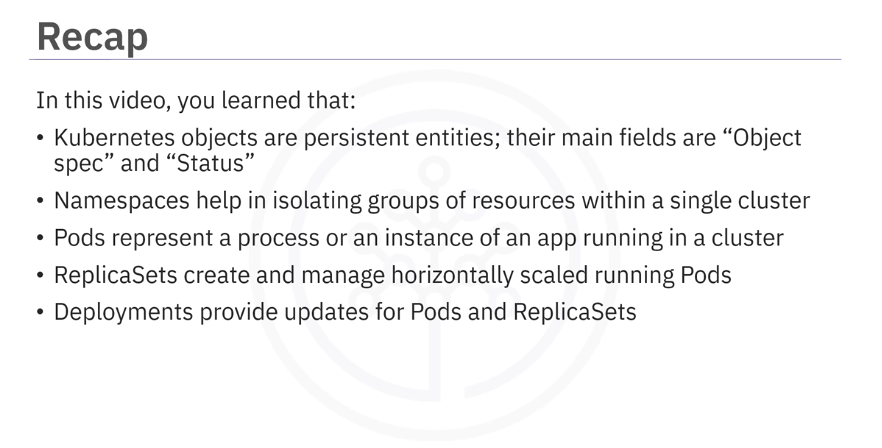 Recap
In this video, you learned that:
• Kubernetes objects are persistent entities; their main fields are “Object
spec” and “Status”
• Namespaces help in isolating groups of resources within a single cluster
• Pods represent a process or an instance of an app running in a cluster
• ReplicaSets create and manage horizontally scaled running Pods
• Deployments provide updates for Pods and ReplicaSets